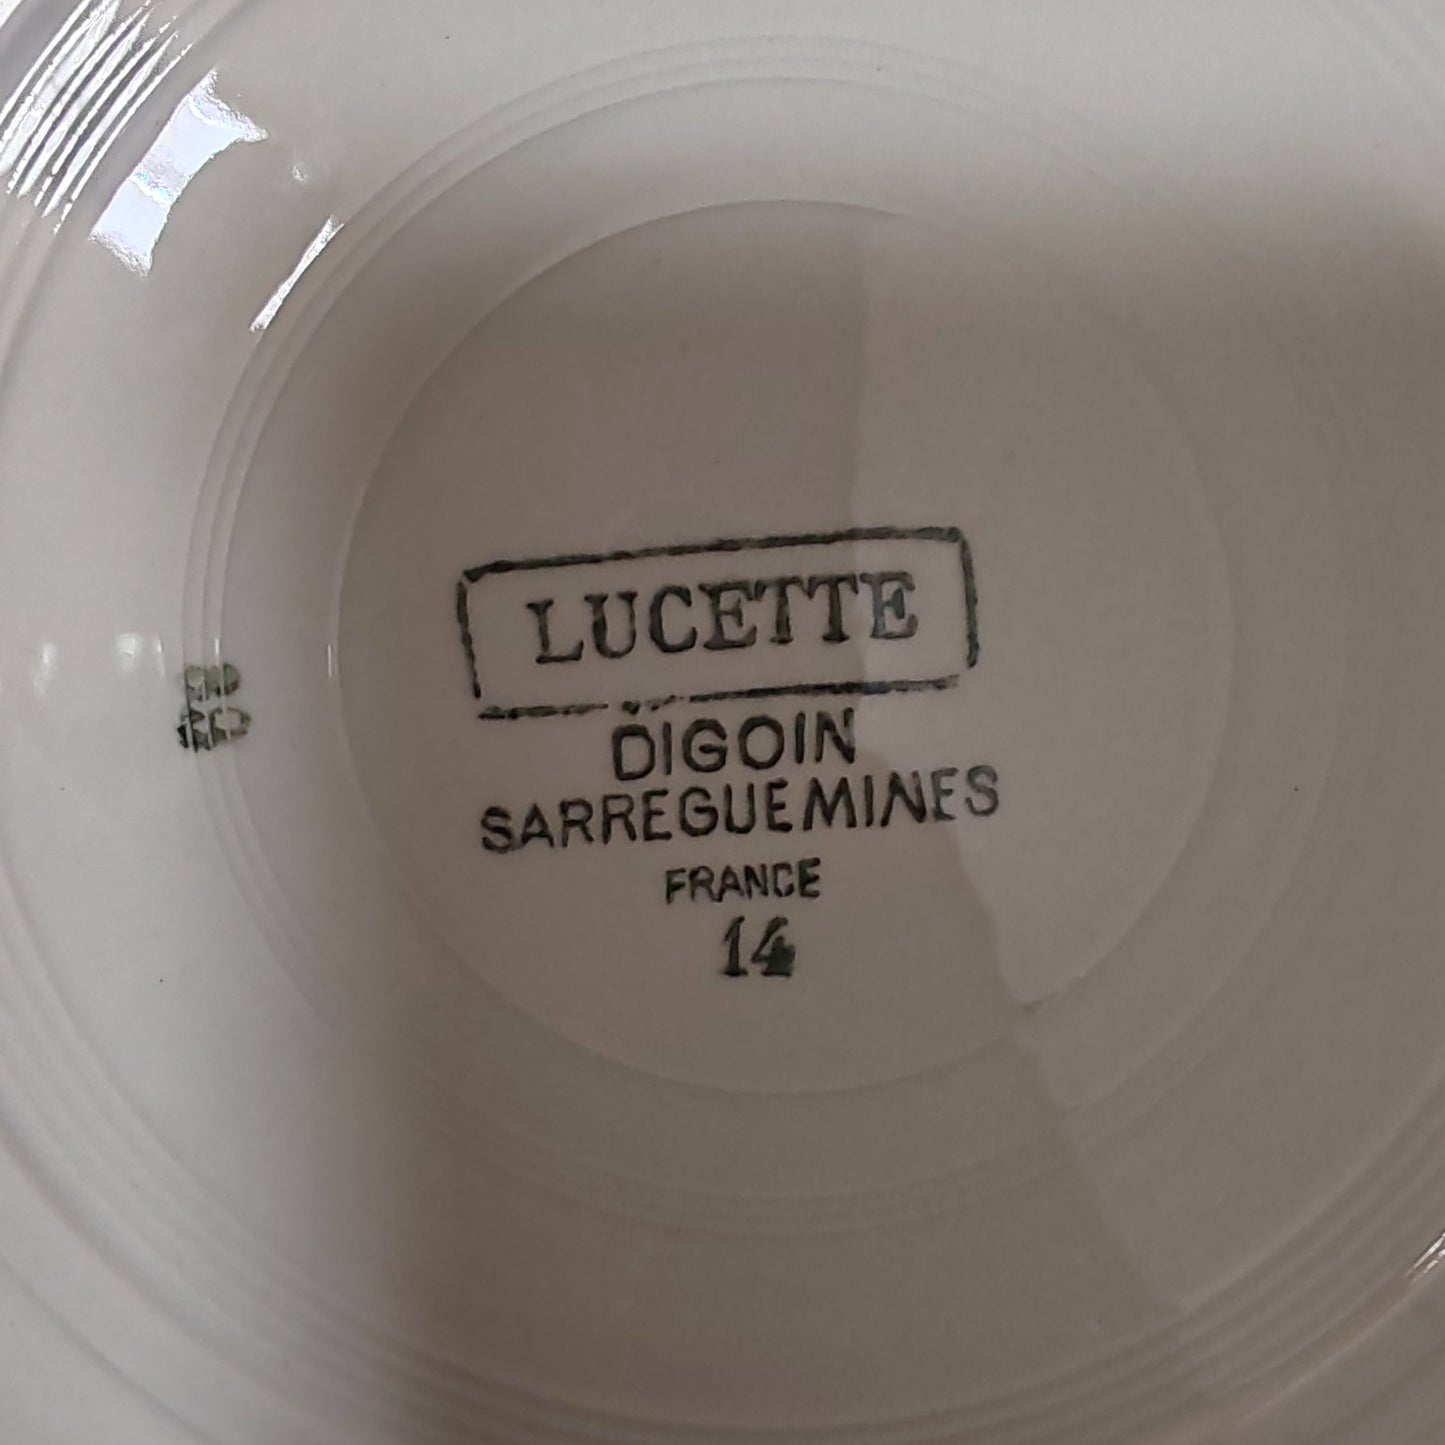 LUCETTE
DIGOIN
SARREGUEMINES
FRANCE
14